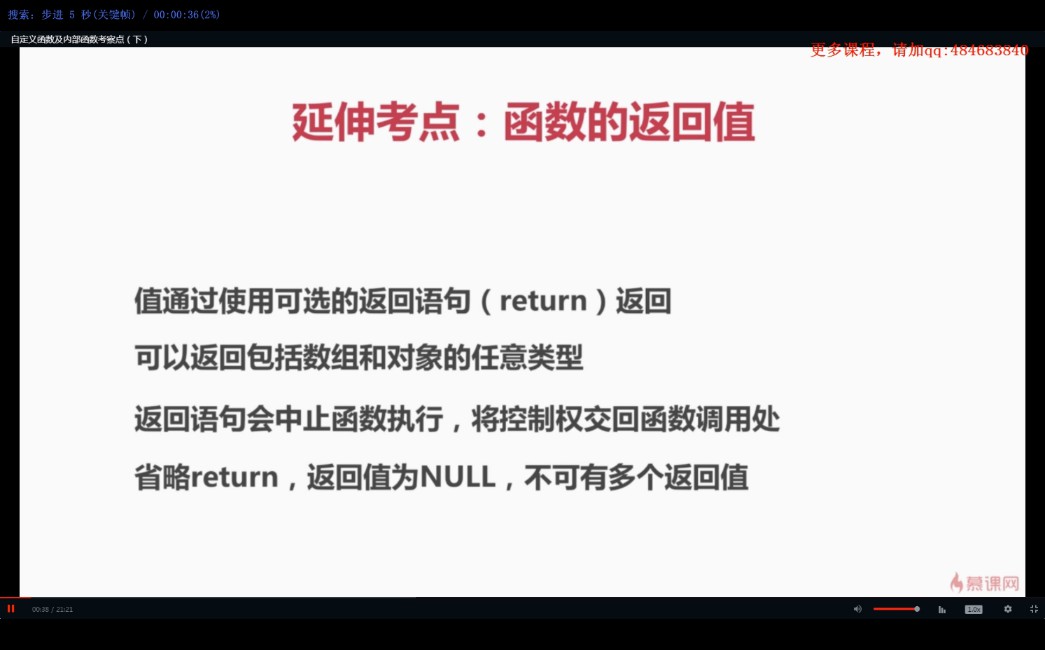 搜索: 步进 5 秒(关键帧) / 00:00:36(2%)
自定义函数及内部函数考察点（下）
更多课程，请加qq:484683840
延伸考点：函数的返回值
值通过使用可选的返回语句（return）返回
可以返回包括数组和对象的任意类型
返回语句会中止函数执行，将控制权交回函数调用处
省略return，返回值为NULL，不可有多个返回值
慕课网
00:38 / 21:21
1.0x